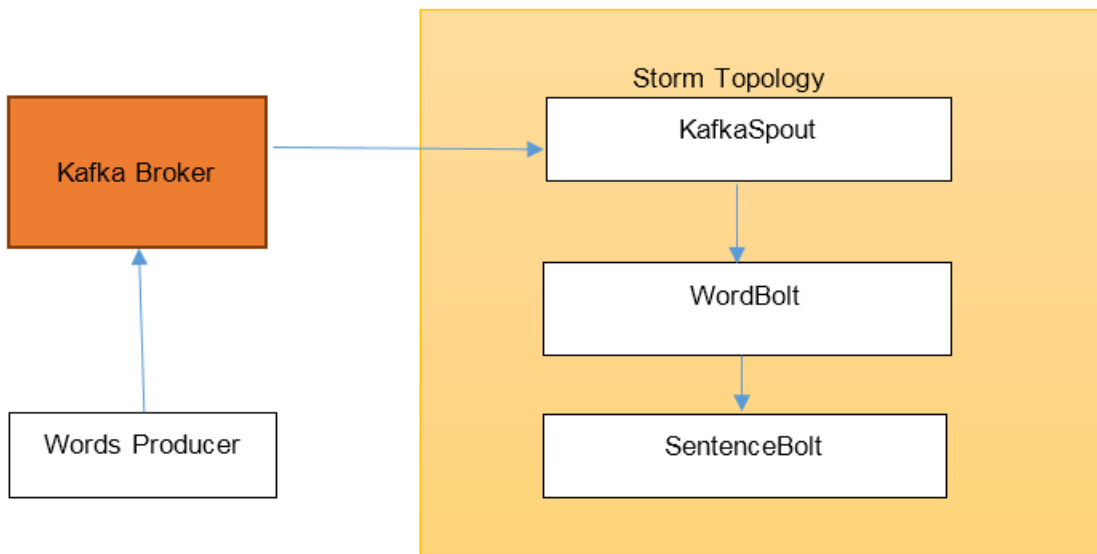 Storm Topology
KafkaSpout
Kafka Broker
WordBolt
Words Producer
SentenceBolt